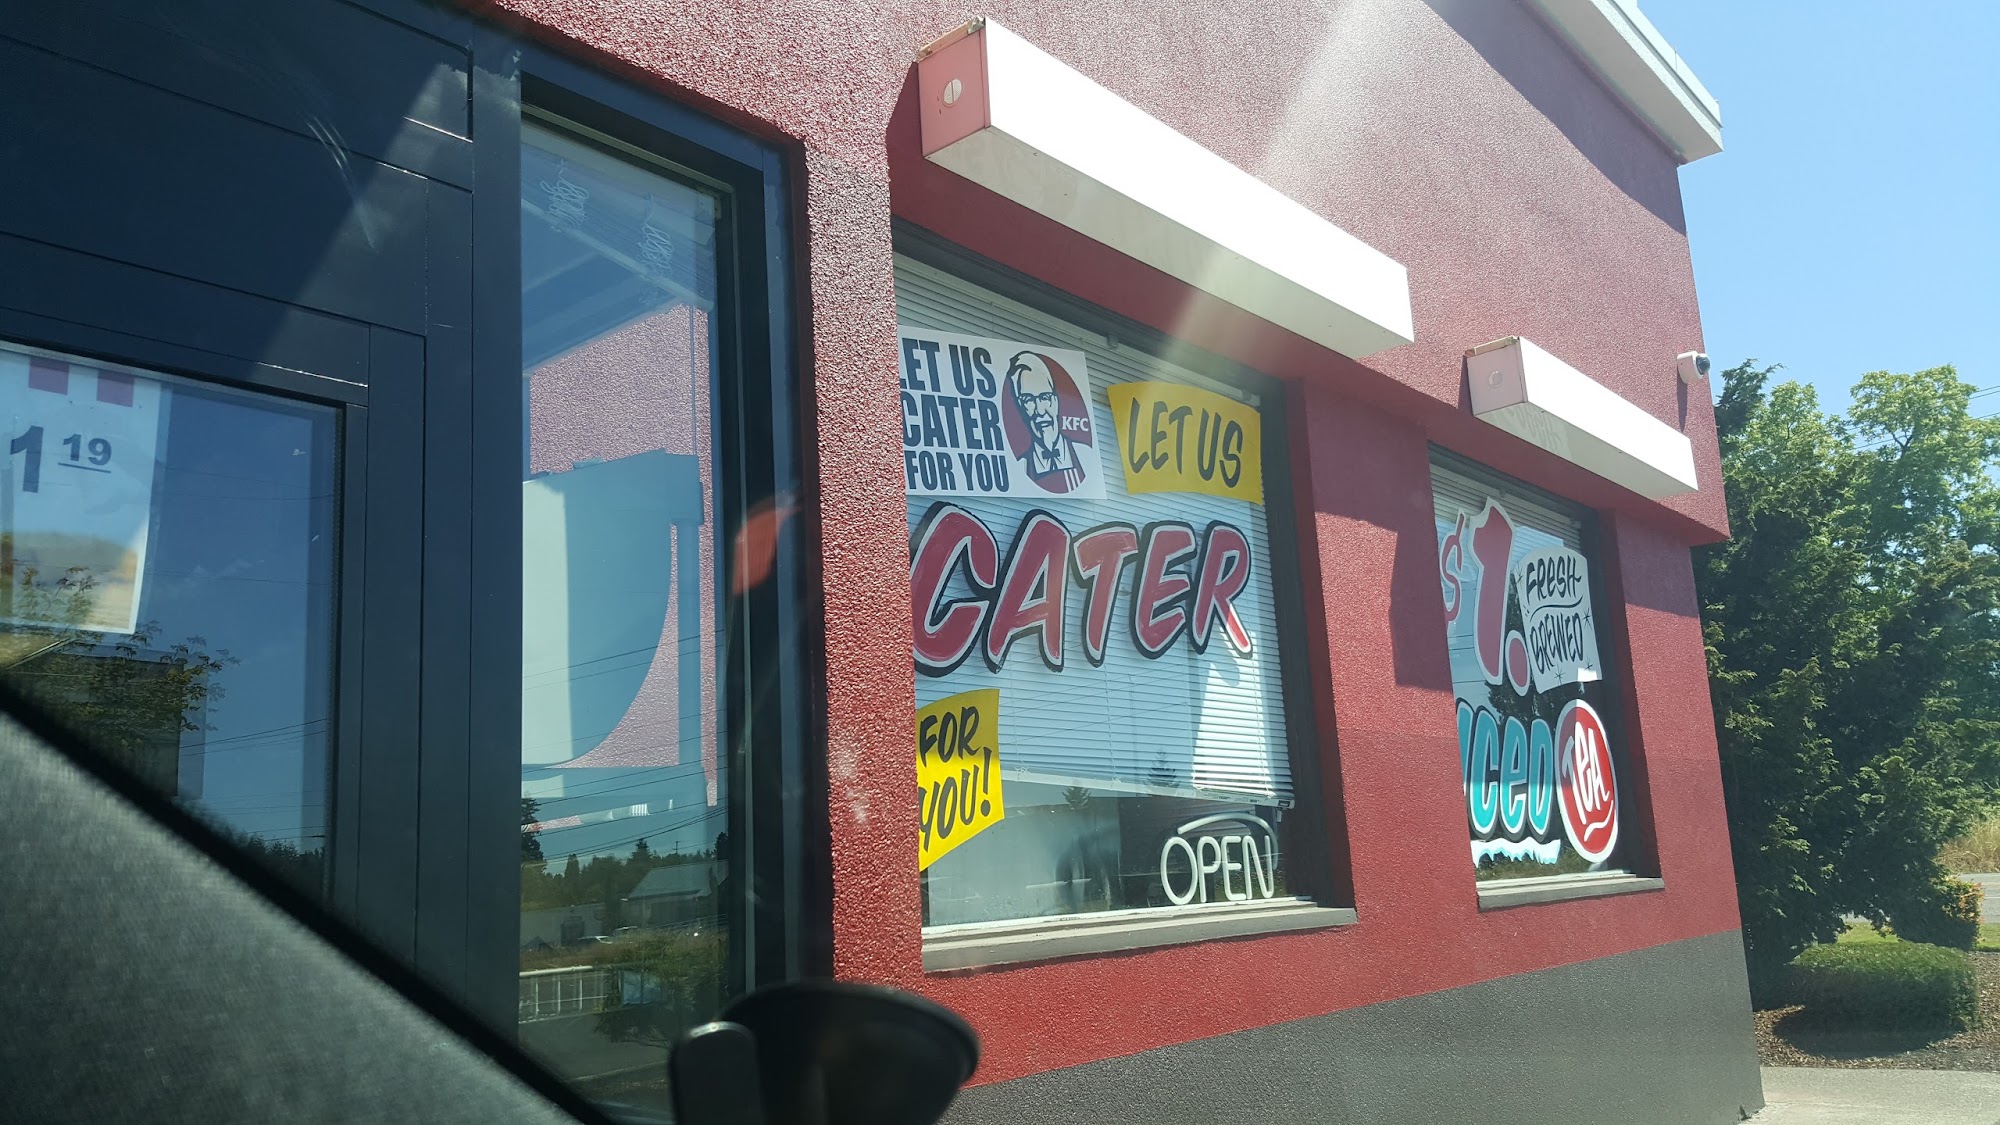 1 19
LET US
CATER
FOR YOU
KFC
LET US
CATER
FOR
YOU!
OPEN
$1.
FRESH
BREWED
ICED
TEA